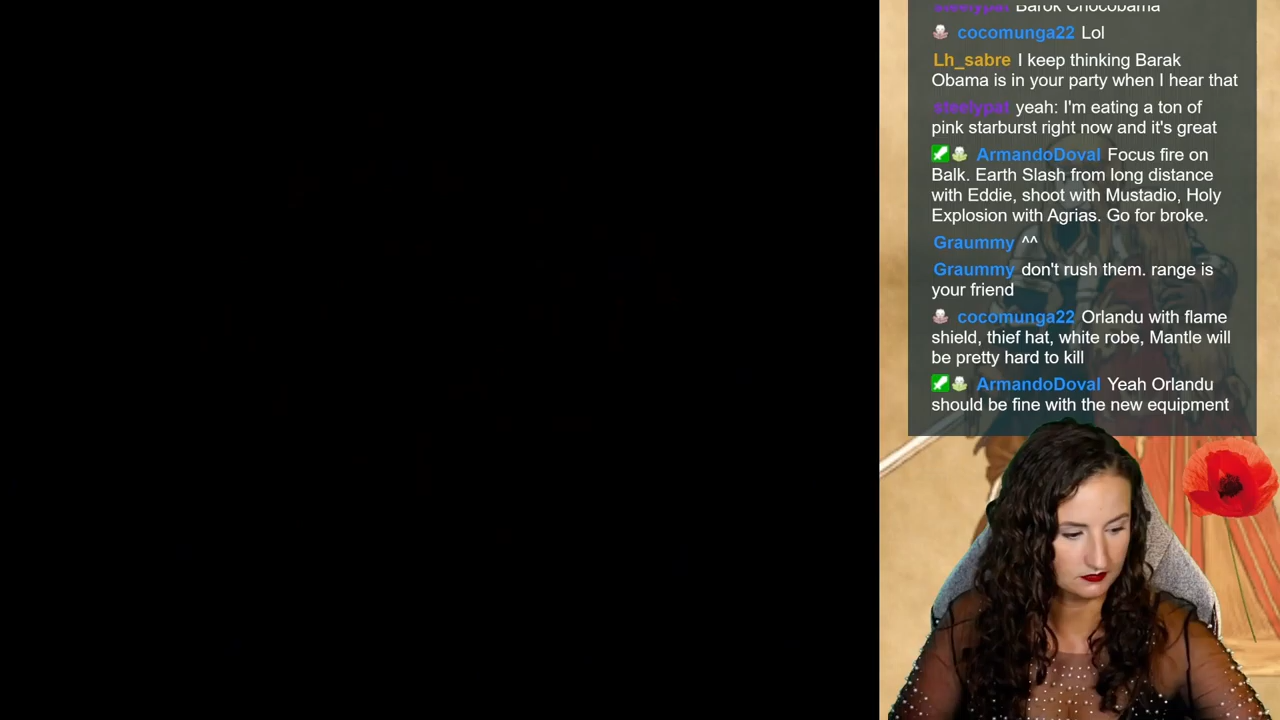 steelypat Barok Chocobama
cocomunga22 Lol
Lh_sabre I keep thinking Barak
Obama is in your party when I hear that
steelypat yeah: I'm eating a ton of
pink starburst right now and it's great
ArmandoDoval Focus fire on
Balk. Earth Slash from long distance
with Eddie, shoot with Mustadio, Holy
Explosion with Agrias. Go for broke.
Graummy ^^
Graummy don't rush them. range is
your friend
cocomunga22 Orlandu with flame
shield, thief hat, white robe, Mantle will
be pretty hard to kill
ArmandoDoval Yeah Orlandu
should be fine with the new equipment